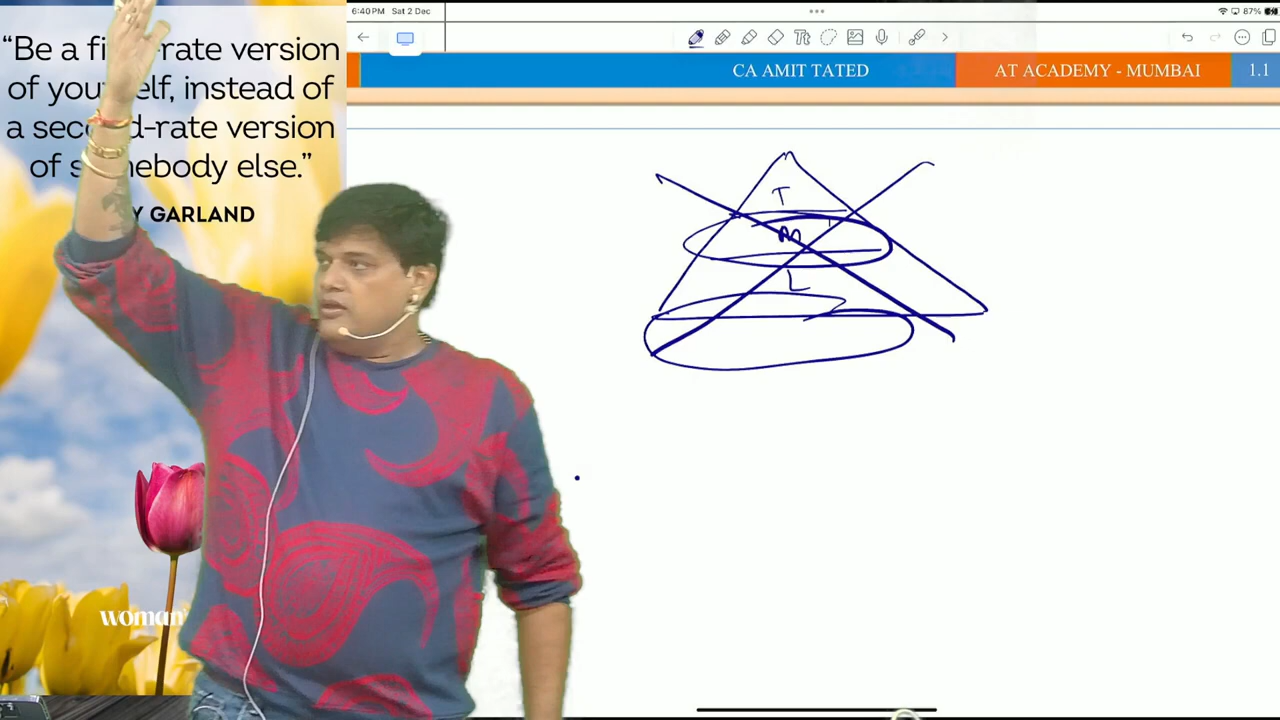 “Be a fi -rate version
of you elf, instead of
a sec d-rate version
of s nebody else.”
Y GARLAND
woman
6:40 PM Sat 2 Dec
87%
CA AMIT TATED
AT ACADEMY - MUMBAI
1.1
T
M
L